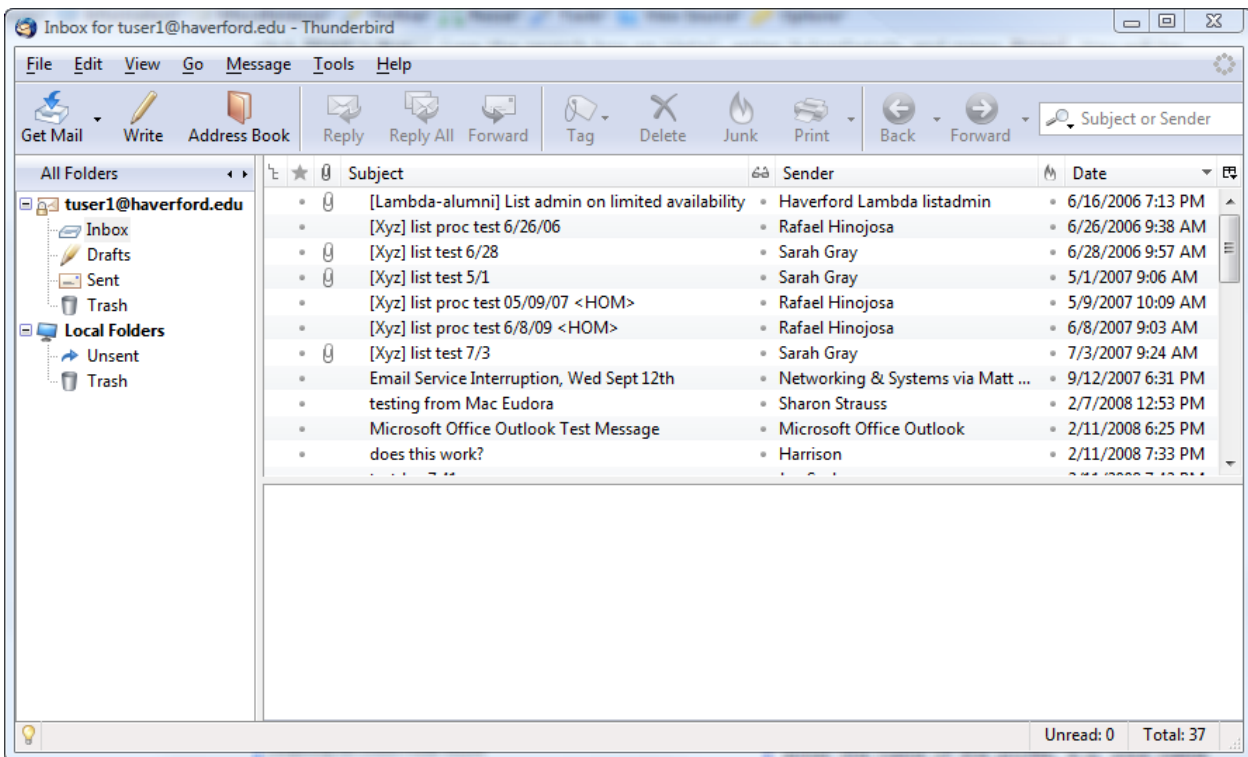 Inbox for tuser1@haverford.edu - Thunderbird
File Edit View Go Message Tools Help
Get Mail Write Address Book Reply Reply All Forward Tag Delete Junk Print Back Forward Subject or Sender
All Folders Subject Sender Date
tuser1@haverford.edu
Inbox
Drafts
Sent
Trash
Local Folders
Unsent
Trash
[Lambda-alumni] List admin on limited availability Haverford Lambda listadmin 6/16/2006 7:13 PM
[Xyz] list proc test 6/26/06 Rafael Hinojosa 6/26/2006 9:38 AM
[Xyz] list test 6/28 Sarah Gray 6/28/2006 9:57 AM
[Xyz] list test 5/1 Sarah Gray 5/1/2007 9:06 AM
[Xyz] list proc test 05/09/07 <HOM> Rafael Hinojosa 5/9/2007 10:09 AM
[Xyz] list proc test 6/8/09 <HOM> Rafael Hinojosa 6/8/2007 9:03 AM
[Xyz] list test 7/3 Sarah Gray 7/3/2007 9:24 AM
Email Service Interruption, Wed Sept 12th Networking & Systems via Matt ... 9/12/2007 6:31 PM
testing from Mac Eudora Sharon Strauss 2/7/2008 12:53 PM
Microsoft Office Outlook Test Message Microsoft Office Outlook 2/11/2008 6:25 PM
does this work? Harrison 2/11/2008 7:33 PM
Unread: 0 Total: 37